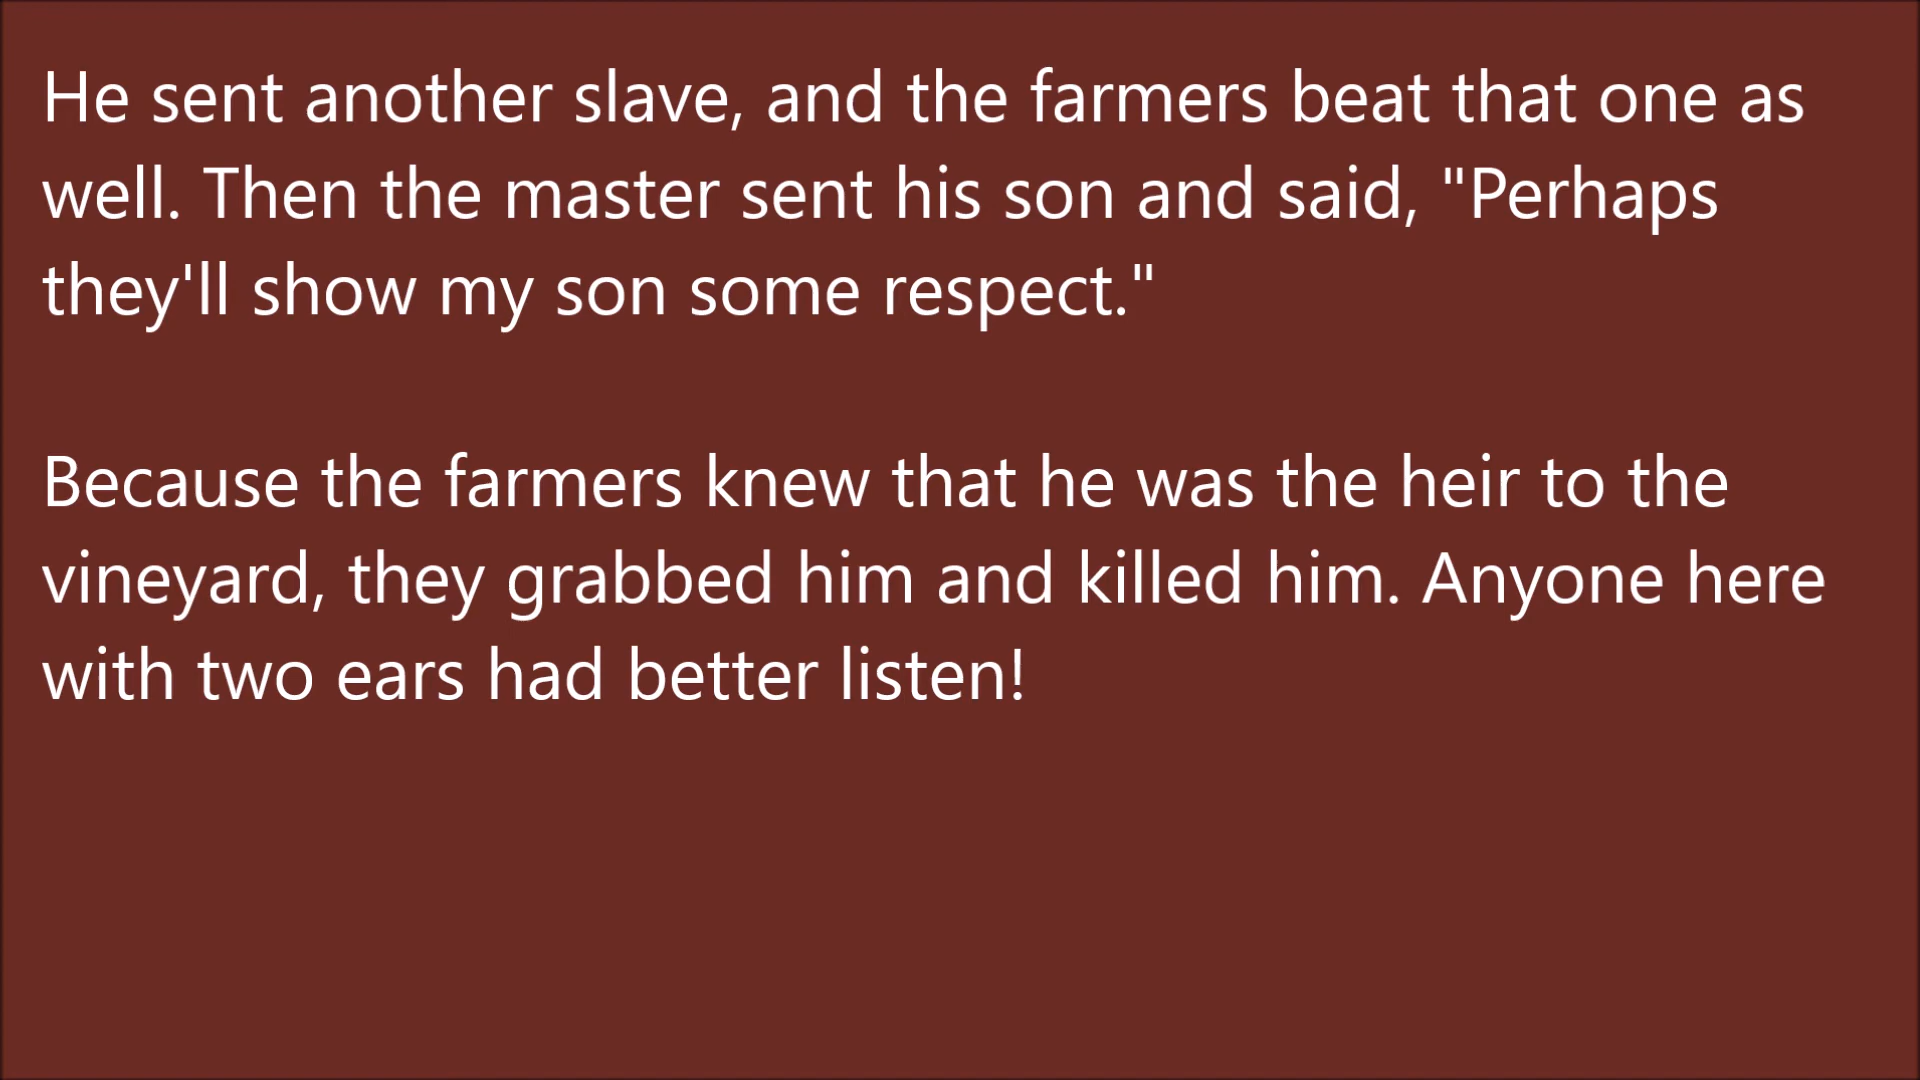 He sent another slave, and the farmers beat that one as
well. Then the master sent his son and said, "Perhaps
they'll show my son some respect."
Because the farmers knew that he was the heir to the
vineyard, they grabbed him and killed him. Anyone here
with two ears had better listen!